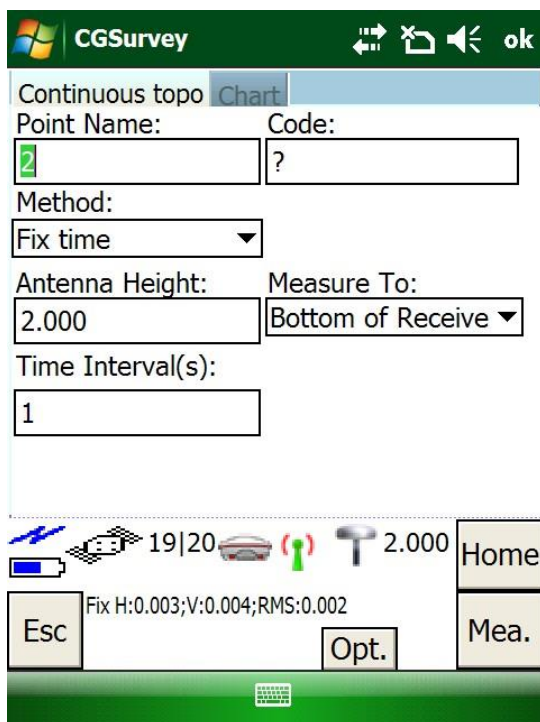 CGSurvey ok
Continuous topo Chart
Point Name: Code:
2 ?
Method:
Fix time
Antenna Height: Measure To:
2.000 Bottom of Receive
Time Interval(s):
1
19|20 2.000 Home
Fix H:0.003;V:0.004;RMS:0.002
Esc Opt. Mea.